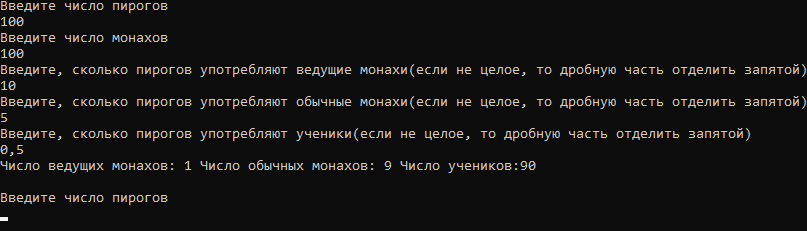 Введите число пирогов
100
Введите число монахов
100
Введите, сколько пирогов употребляют ведущие монахи(если не целое, то дробную часть отделить запятой)
10
Введите, сколько пирогов употребляют обычные монахи(если не целое, то дробную часть отделить запятой)
5
Введите, сколько пирогов употребляют ученики(если не целое, то дробную часть отделить запятой)
0,5
Число ведущих монахов: 1 Число обычных монахов: 9 Число учеников:90
Введите число пирогов